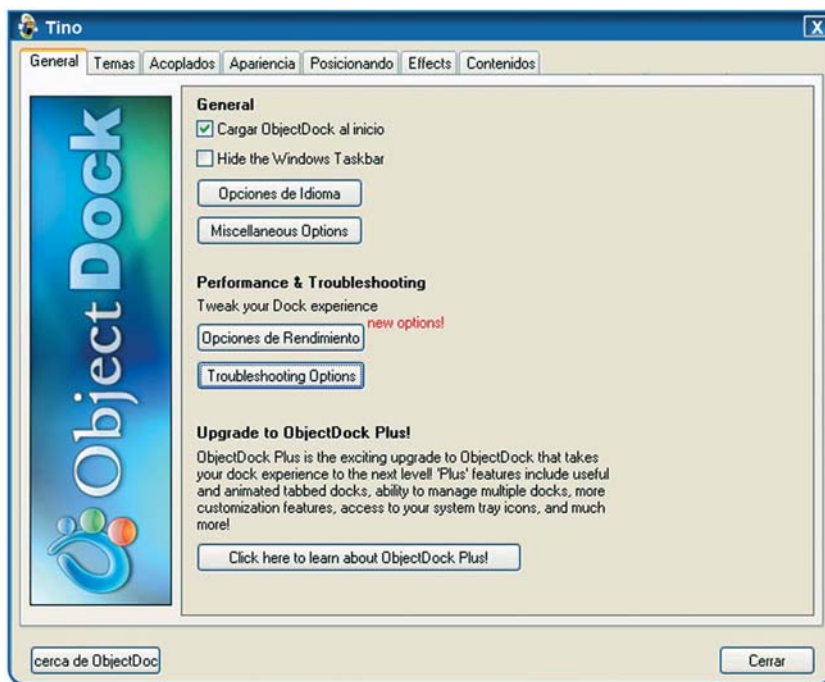 Tino
X
General Temas Acoplados Apariencia Posicionando Effects Contenidos
ObjectDock
General
Cargar ObjectDock al inicio
Hide the Windows Taskbar
Opciones de Idioma
Miscellaneous Options
Performance & Troubleshooting
Tweak your Dock experience
new options!
Opciones de Rendimiento
Troubleshooting Options
Upgrade to ObjectDock Plus!
ObjectDock Plus is the exciting upgrade to ObjectDock that takes
your dock experience to the next level! 'Plus' features include useful
and animated tabbed docks, ability to manage multiple docks, more
customization features, access to your system tray icons, and much
more!
Click here to learn about ObjectDock Plus!
cerca de ObjectDoc
Cerrar